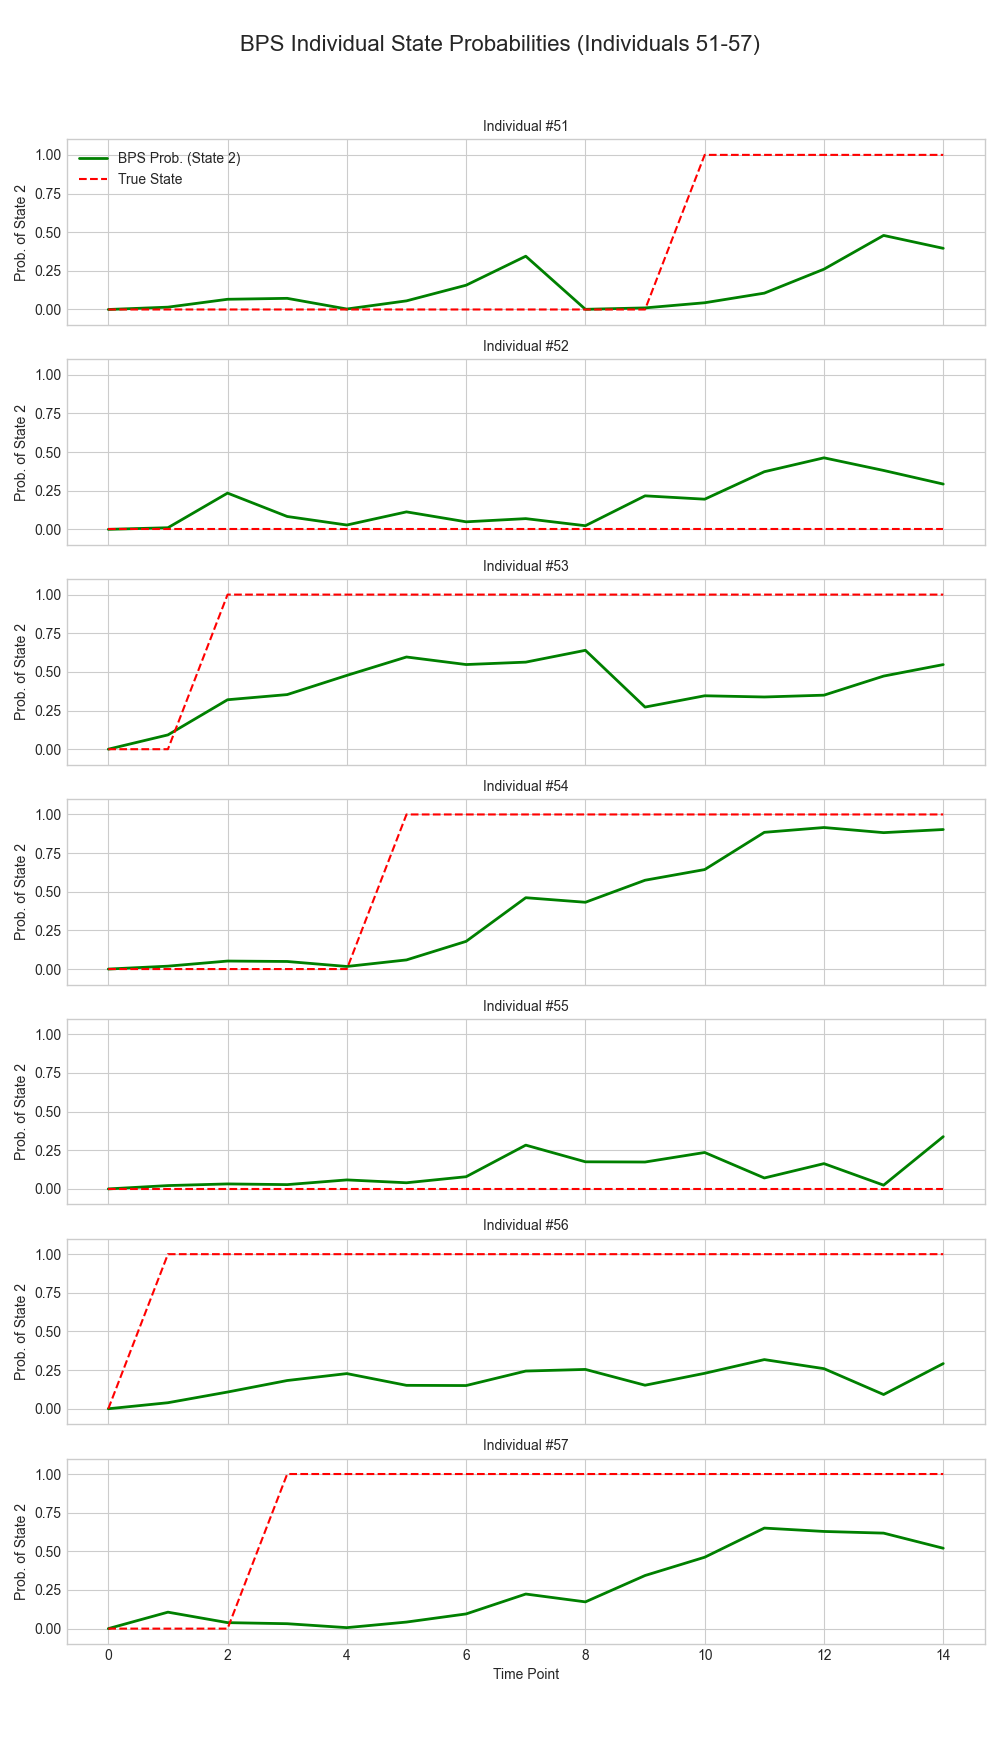 BPS Individual State Probabilities (Individuals 51-57)
Individual #51
1.00
0.75
0.50
0.25
0.00
Prob. of State 2
BPS Prob. (State 2)
True State
Individual #52
1.00
0.75
0.50
0.25
0.00
Prob. of State 2
Individual #53
1.00
0.75
0.50
0.25
0.00
Prob. of State 2
Individual #54
1.00
0.75
0.50
0.25
0.00
Prob. of State 2
Individual #55
1.00
0.75
0.50
0.25
0.00
Prob. of State 2
Individual #56
1.00
0.75
0.50
0.25
0.00
Prob. of State 2
Individual #57
1.00
0.75
0.50
0.25
0.00
Prob. of State 2
0 2 4 6 8 10 12 14
Time Point